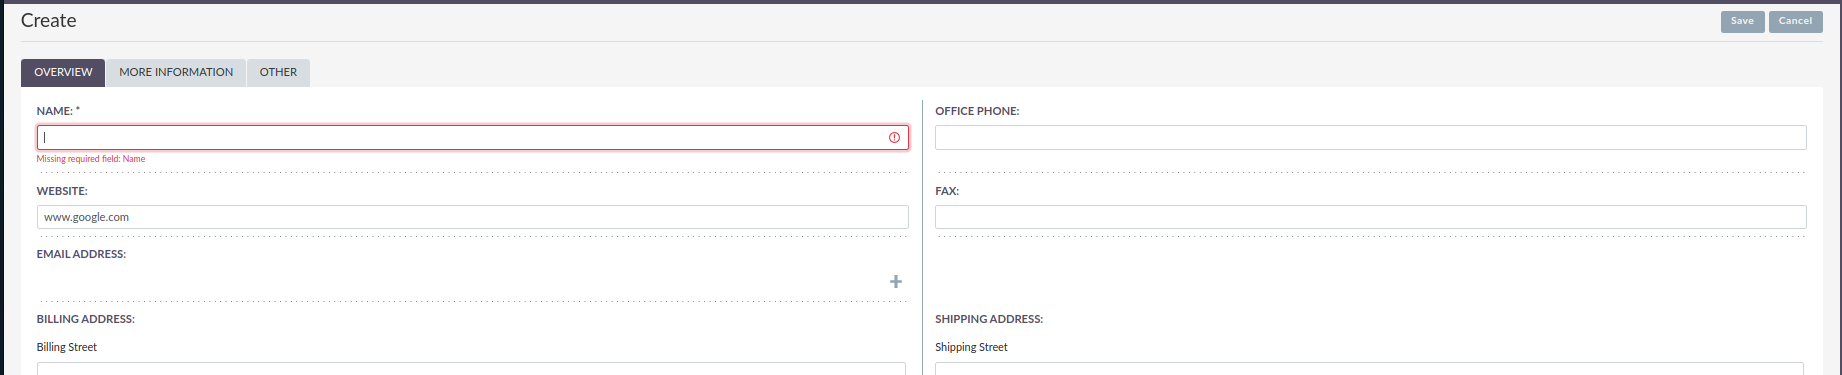 Create
Save
Cancel
OVERVIEW
MORE INFORMATION
OTHER
NAME: *
Missing required field: Name
OFFICE PHONE:
WEBSITE:
www.google.com
FAX:
EMAIL ADDRESS:
BILLING ADDRESS:
Billing Street
SHIPPING ADDRESS:
Shipping Street